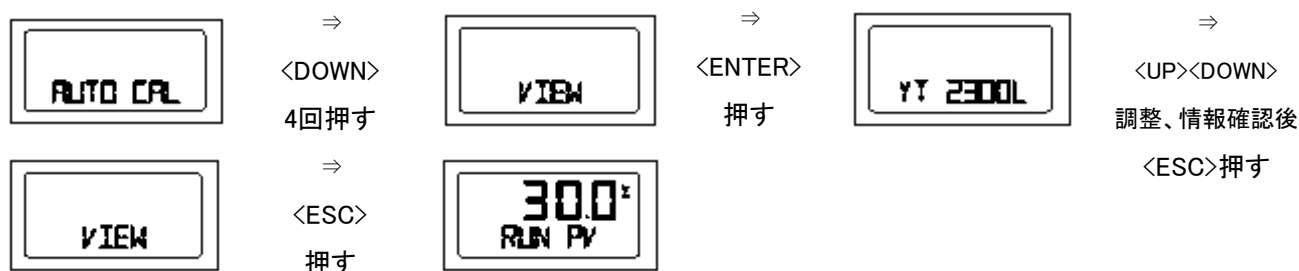 AUTO CAL
⇒
<DOWN>
4回押す
VIEW
⇒
<ENTER>
押す
YT 2300L
⇒
<UP><DOWN>
調整、情報確認後
<ESC>押す
VIEW
⇒
<ESC>
押す
30.0%
RUN PV